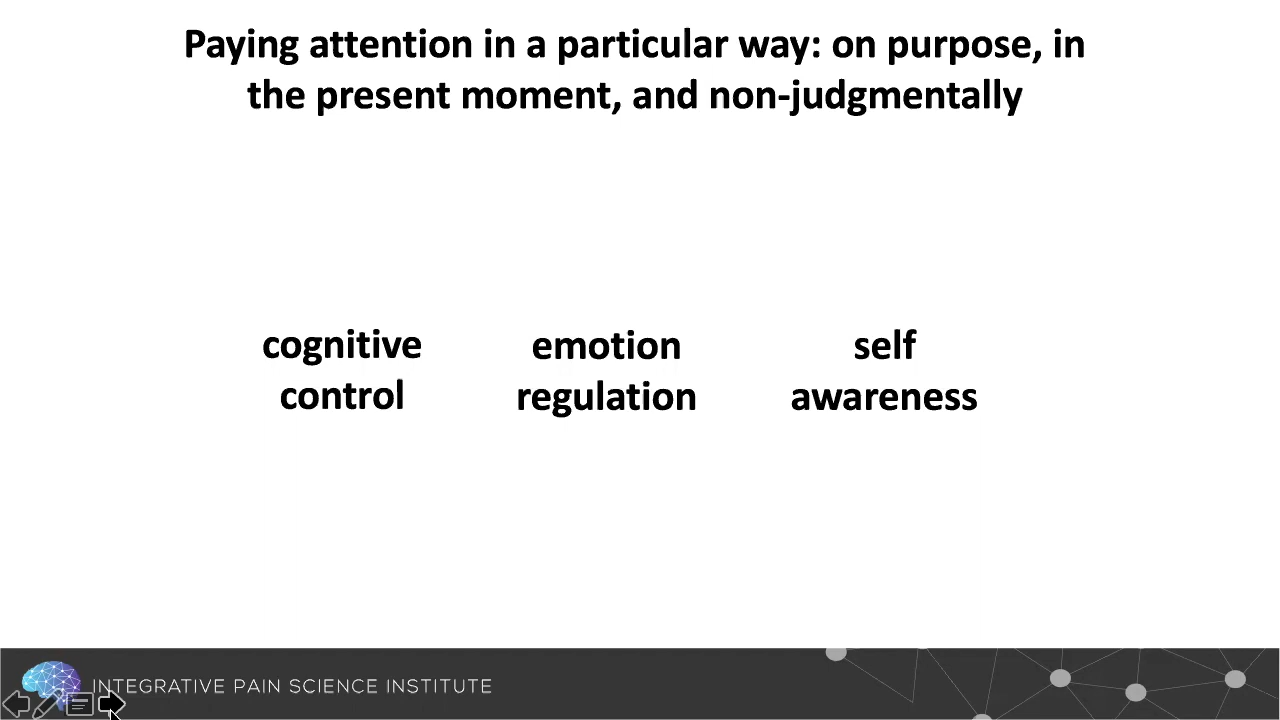 Paying attention in a particular way: on purpose, in
the present moment, and non-judgmentally
cognitive
control
emotion
regulation
self
awareness
INTEGRATIVE PAIN SCIENCE INSTITUTE